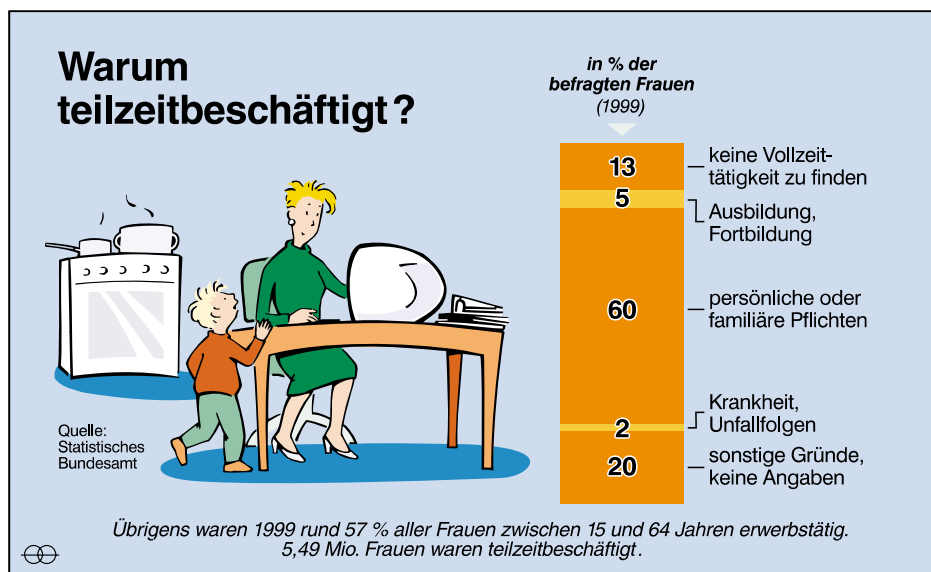 Warum
teilzeitbeschäftigt?
in % der
befragten Frauen
(1999)
13
keine Vollzeit-
tätigkeit zu finden
5
Ausbildung,
Fortbildung
60
persönliche oder
familiäre Pflichten
2
Krankheit,
Unfallfolgen
20
sonstige Gründe,
keine Angaben
Quelle:
Statistisches
Bundesamt
Übrigens waren 1999 rund 57 % aller Frauen zwischen 15 und 64 Jahren erwerbstätig.
5,49 Mio. Frauen waren teilzeitbeschäftigt.